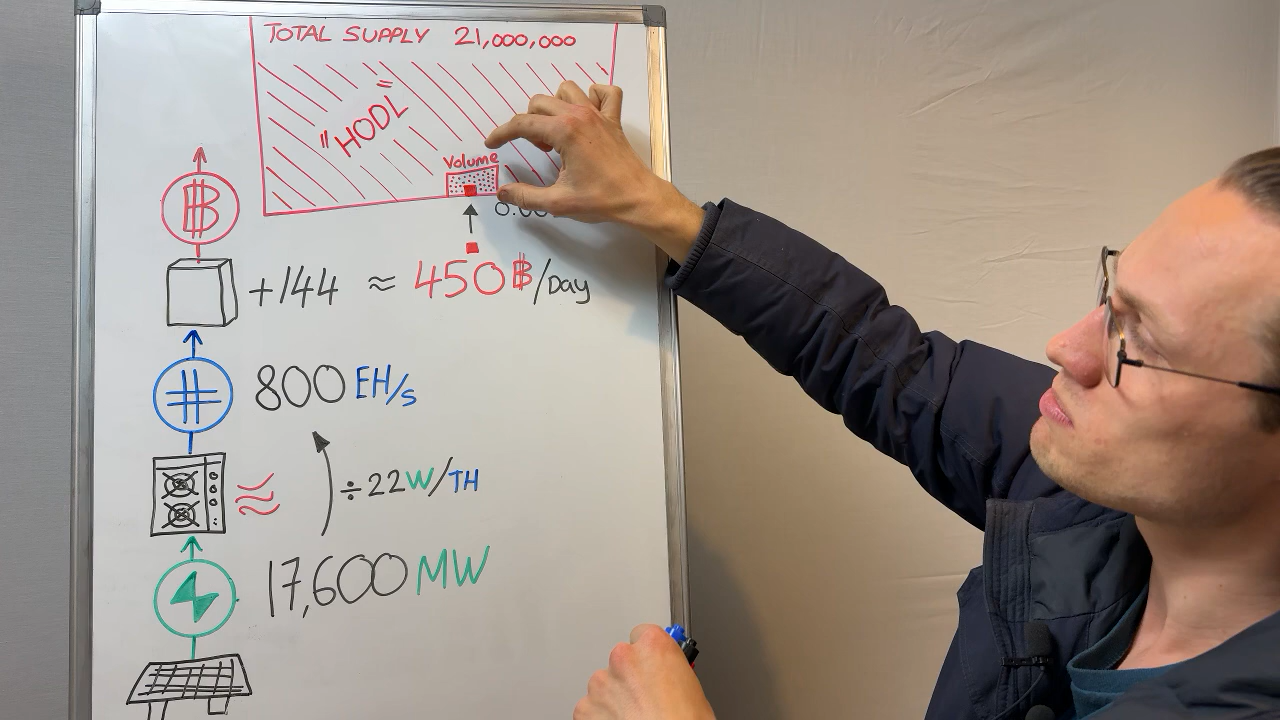 TOTAL SUPPLY 21,000,000
"HODL"
Volume
+144 ≈ 450 ₿/Day
800 EH/s
÷22W/TH
17,600 MW